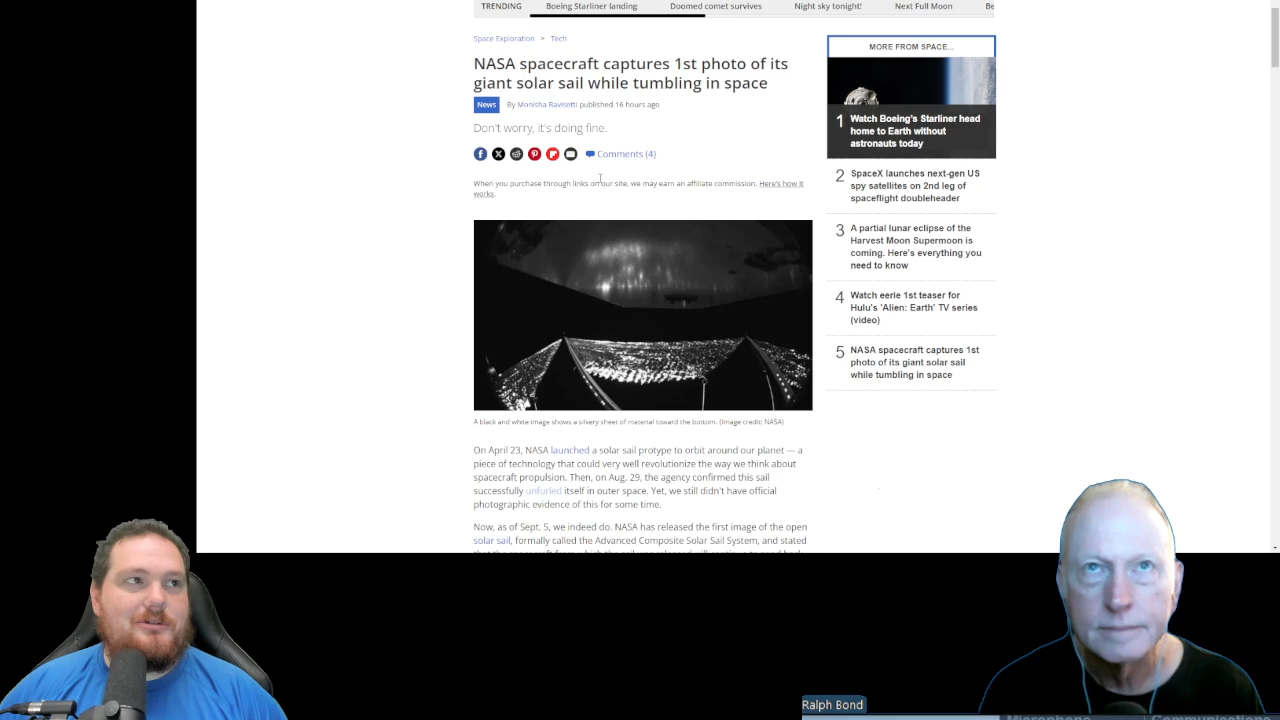 TRENDING Boeing Starliner landing Doomed comet survives Night sky tonight! Next Full Moon Be
Space Exploration > Tech
NASA spacecraft captures 1st photo of its
giant solar sail while tumbling in space
News By Monisha Ravisetti published 16 hours ago
Don't worry, it's doing fine.
Comments (4)
When you purchase through links on our site, we may earn an affiliate commission. Here's how it
works.
A black and white image shows a silvery sheet of material toward the bottom. (Image credit: NASA)
On April 23, NASA launched a solar sail protype to orbit around our planet — a
piece of technology that could very well revolutionize the way we think about
spacecraft propulsion. Then, on Aug. 29, the agency confirmed this sail
successfully unfurled itself in outer space. Yet, we still didn't have official
photographic evidence of this for some time.
Now, as of Sept. 5, we indeed do. NASA has released the first image of the open
solar sail, formally called the Advanced Composite Solar Sail System, and stated
MORE FROM SPACE...
1 Watch Boeing's Starliner head
home to Earth without
astronauts today
2 SpaceX launches next-gen US
spy satellites on 2nd leg of
spaceflight doubleheader
3 A partial lunar eclipse of the
Harvest Moon Supermoon is
coming. Here's everything you
need to know
4 Watch eerie 1st teaser for
Hulu's 'Alien: Earth' TV series
(video)
5 NASA spacecraft captures 1st
photo of its giant solar sail
while tumbling in space
Ralph Bond